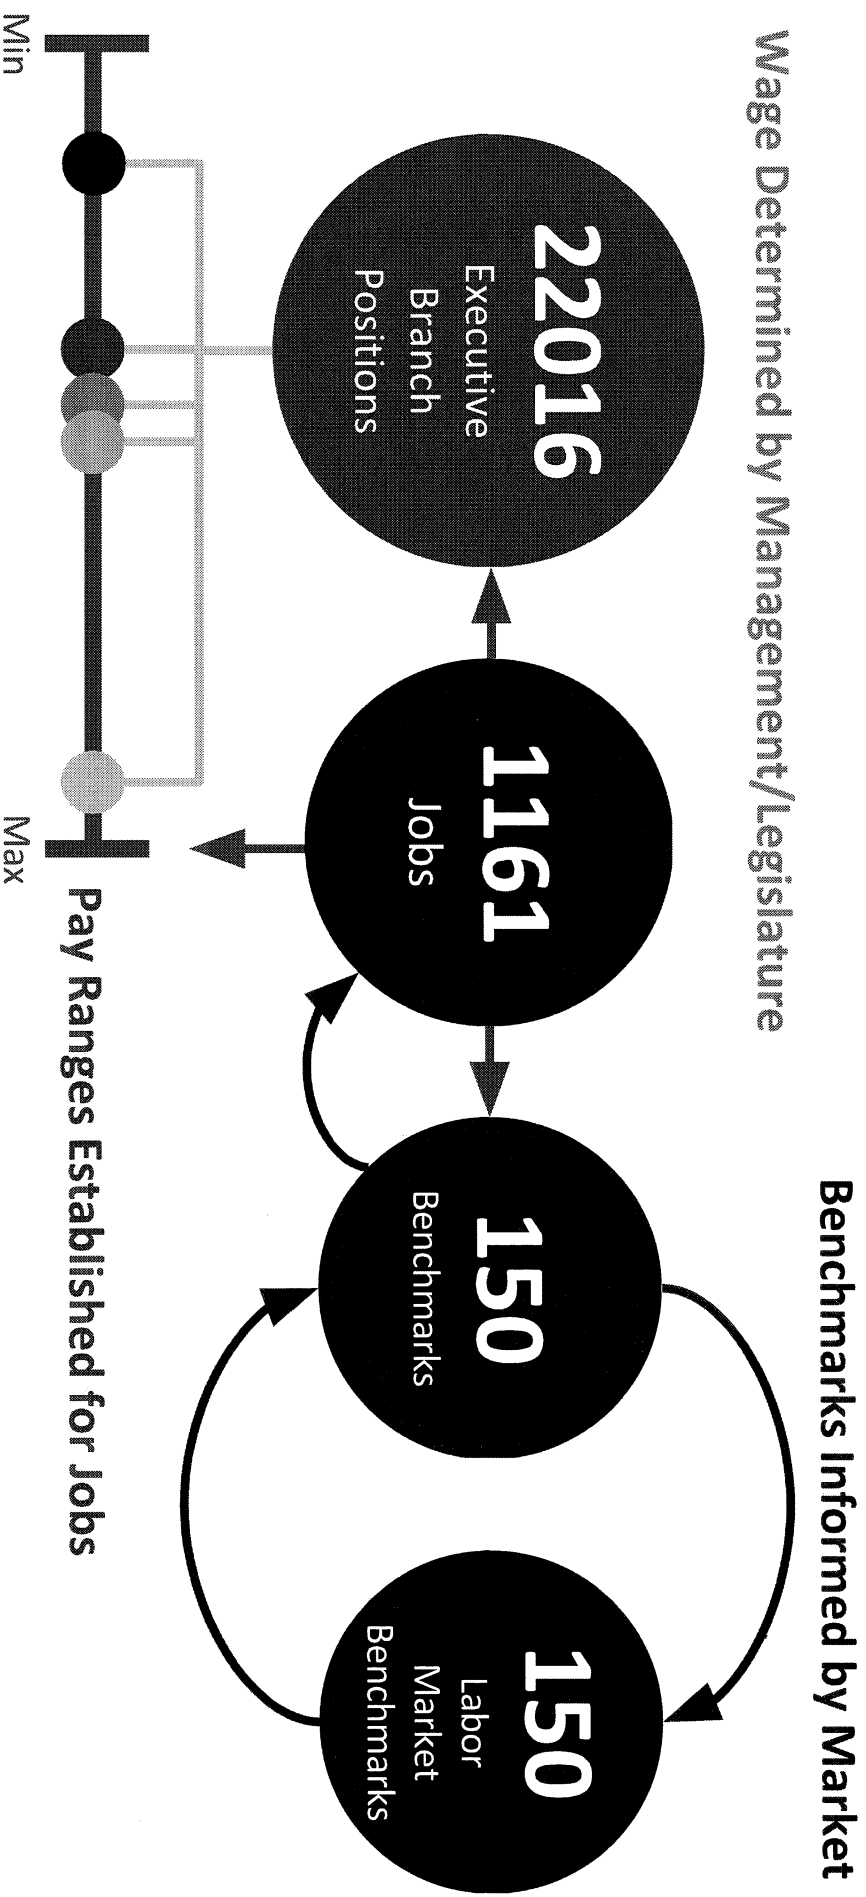 Wage Determined by Management/Legislature
Benchmarks Informed by Market
22016
Executive
Branch
Positions
1161
Jobs
150
Benchmarks
150
Labor
Market
Benchmarks
Min
Max
Pay Ranges Established for Jobs